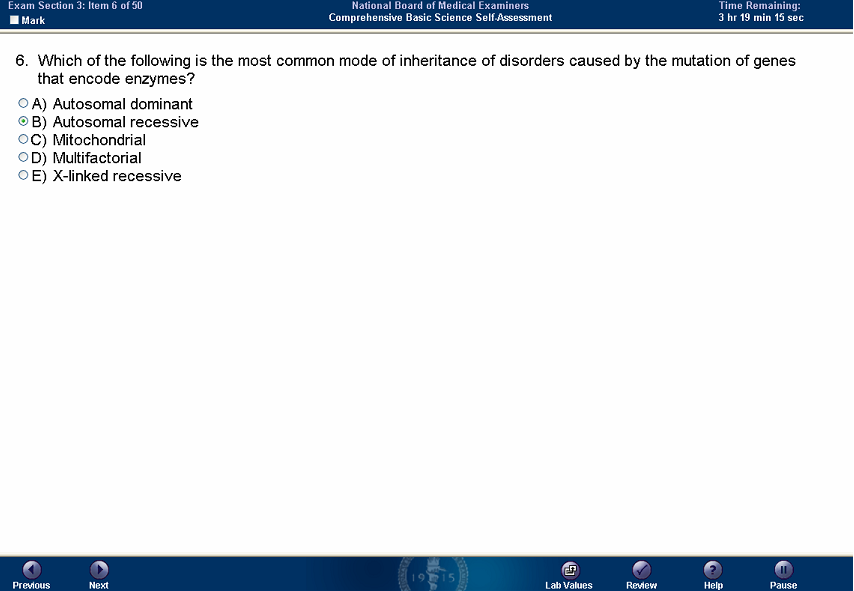 Exam Section 3: Item 6 of 50
National Board of Medical Examiners
Time Remaining:
Mark
Comprehensive Basic Science Self-Assessment
3 hr 19 min 15 sec
6. Which of the following is the most common mode of inheritance of disorders caused by the mutation of genes
that encode enzymes?
A) Autosomal dominant
B) Autosomal recessive
C) Mitochondrial
D) Multifactorial
E) X-linked recessive
19 15
Previous
Next
Lab Values
Review
Help
Pause